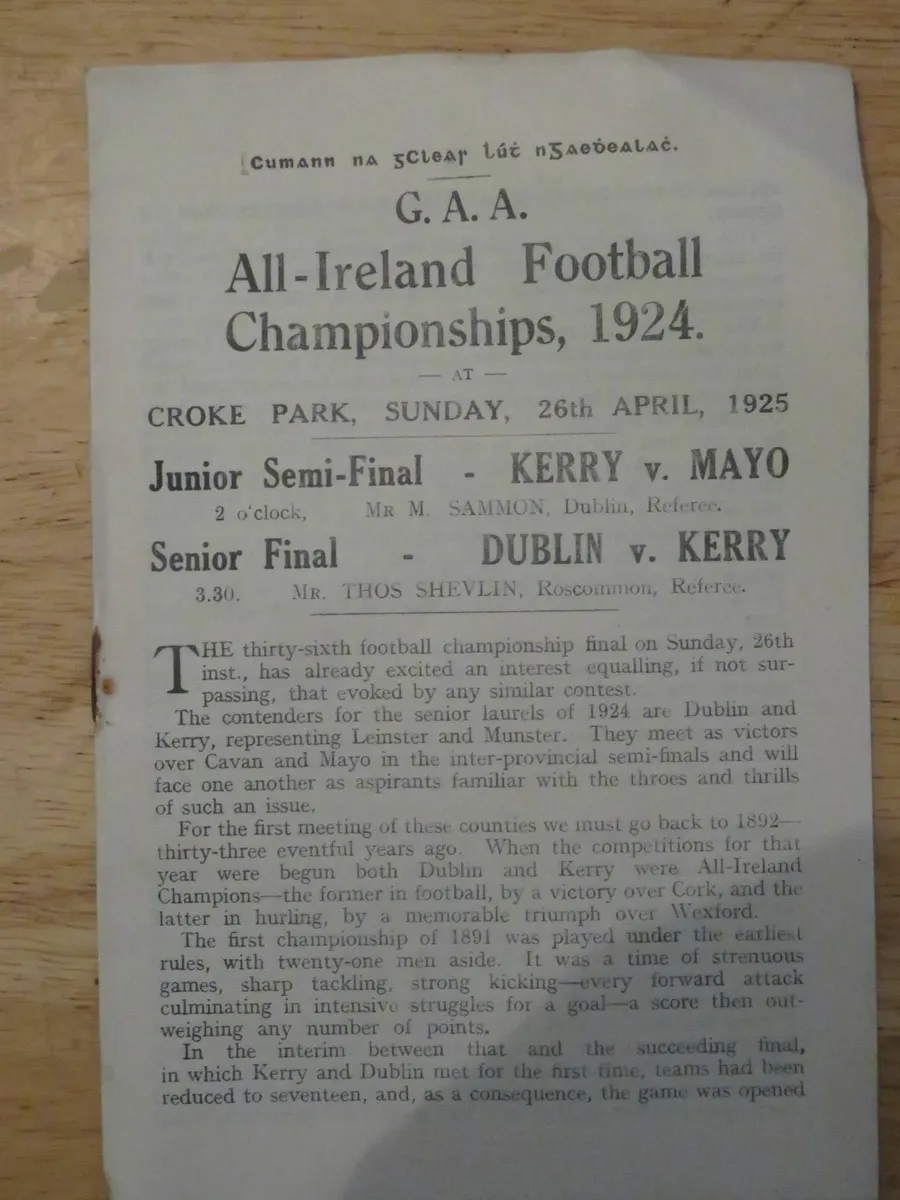 Cumann na gCleas lúṫ nGaeḋealaċ.
G. A. A.
All-Ireland Football
Championships, 1924.
— AT —
CROKE PARK, SUNDAY, 26th APRIL, 1925
Junior Semi-Final - KERRY v. MAYO
2 o'clock, MR M. SAMMON, Dublin, Referee.
Senior Final - DUBLIN v. KERRY
3.30. MR. THOS SHEVLIN, Roscommon, Referee.
THE thirty-sixth football championship final on Sunday, 26th
inst., has already excited an interest equalling, if not sur-
passing, that evoked by any similar contest.
The contenders for the senior laurels of 1924 are Dublin and
Kerry, representing Leinster and Munster. They meet as victors
over Cavan and Mayo in the inter-provincial semi-finals and will
face one another as aspirants familiar with the throes and thrills
of such an issue.
For the first meeting of these counties we must go back to 1892—
thirty-three eventful years ago. When the competitions for that
year were begun both Dublin and Kerry were All-Ireland
Champions—the former in football, by a victory over Cork, and the
latter in hurling, by a memorable triumph over Wexford.
The first championship of 1891 was played under the earliest
rules, with twenty-one men aside. It was a time of strenuous
games, sharp tackling, strong kicking—every forward attack
culminating in intensive struggles for a goal—a score then out-
weighing any number of points.
In the interim between that and the succeeding final,
in which Kerry and Dublin met for the first time, teams had been
reduced to seventeen, and, as a consequence, the game was opened